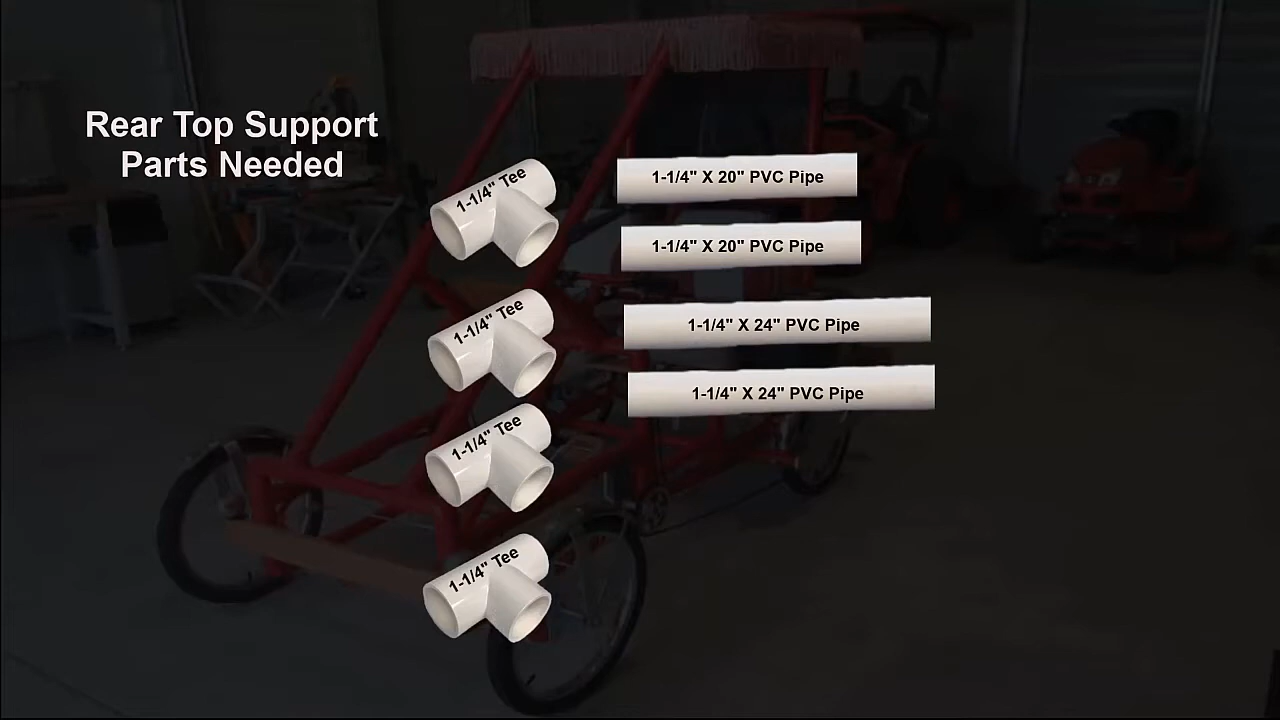 Rear Top Support
Parts Needed
1-1/4" Tee
1-1/4" X 20" PVC Pipe
1-1/4" X 20" PVC Pipe
1-1/4" Tee
1-1/4" X 24" PVC Pipe
1-1/4" X 24" PVC Pipe
1-1/4" Tee
1-1/4" Tee